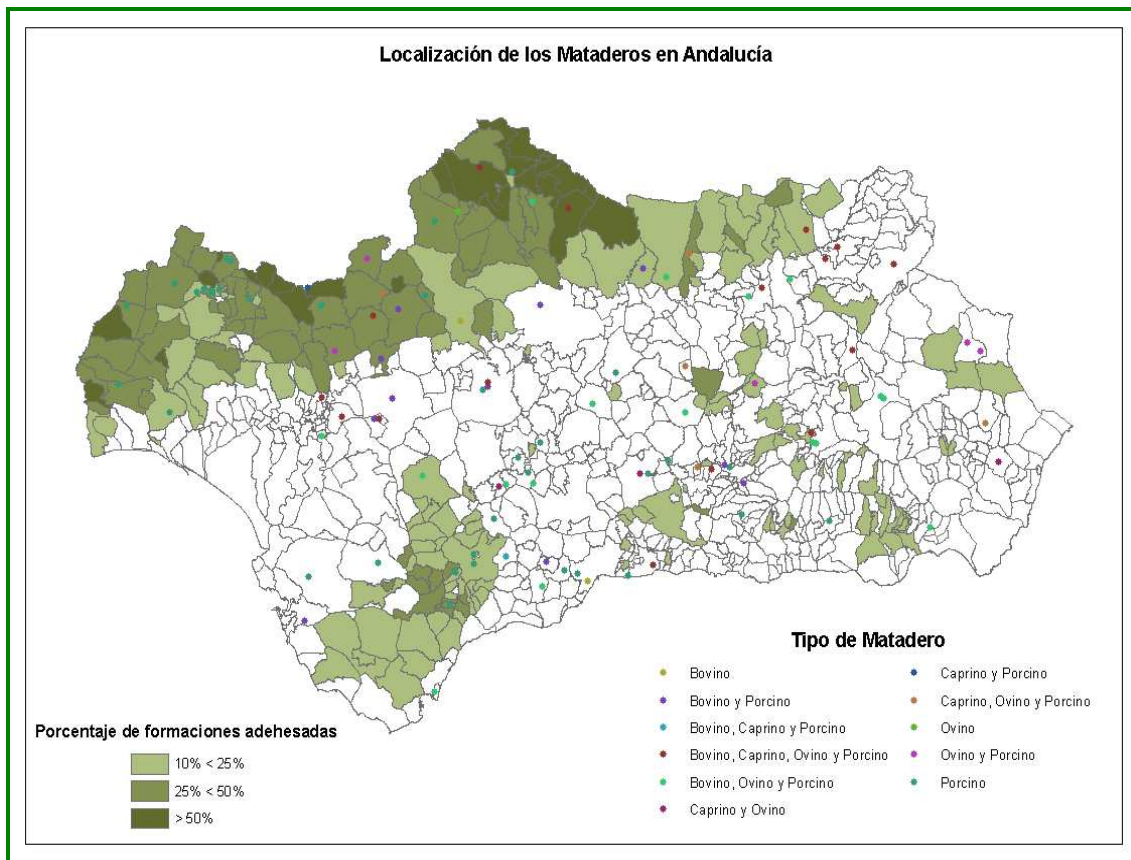 Localización de los Mataderos en Andalucía
Tipo de Matadero
Bovino
Bovino y Porcino
Bovino, Caprino y Porcino
Bovino, Caprino, Ovino y Porcino
Bovino, Ovino y Porcino
Caprino y Ovino
Caprino y Porcino
Caprino, Ovino y Porcino
Ovino
Ovino y Porcino
Porcino
Porcentaje de formaciones adehesadas
10% < 25%
25% < 50%
> 50%